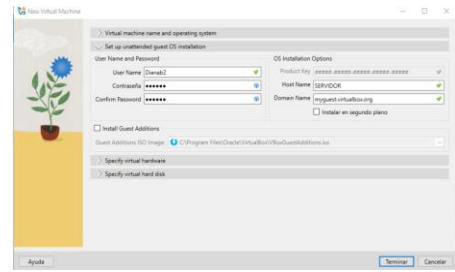 New Virtual Machine
Virtual machine name and operating system
Set up unattended guest OS installation
User Name and Password
User Name Dianab2
Contraseña ●●●●●●
Confirm Password ●●●●●●
OS Installation Options
Product Key #####-#####-#####-#####-#####
Host Name SERVIDOR
Domain Name myguest.virtualbox.org
Instalar en segundo plano
Install Guest Additions
Guest Additions ISO Image: C:\Program Files\Oracle\VirtualBox\VBoxGuestAdditions.iso
Specify virtual hardware
Specify virtual hard disk
Ayuda
Terminar
Cancelar